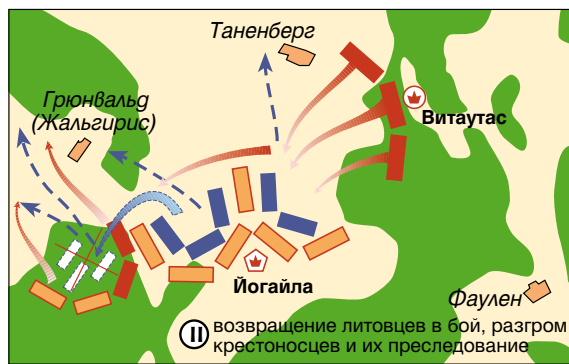 Таненберг
Грюнвальд
(Жальгирис)
Витаутас
Йогайла
Фаулен
II возвращение литовцев в бой, разгром
крестоносцев и их преследование